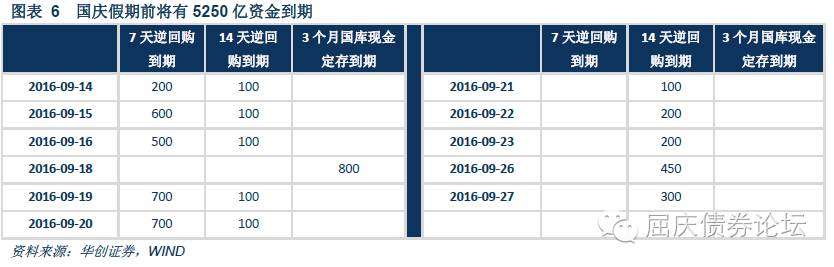 图表 6 国庆假期前将有 5250 亿资金到期
7 天逆回购到期 14 天逆回购到期 3 个月国库现金定存到期 7 天逆回购到期 14 天逆回购到期 3 个月国库现金定存到期
2016-09-14 200 100 2016-09-21 100
2016-09-15 600 100 2016-09-22 200
2016-09-16 500 100 2016-09-23 200
2016-09-18 800 2016-09-26 450
2016-09-19 700 100 2016-09-27 300
2016-09-20 700 100
屈庆债券论坛
资料来源：华创证券，WIND